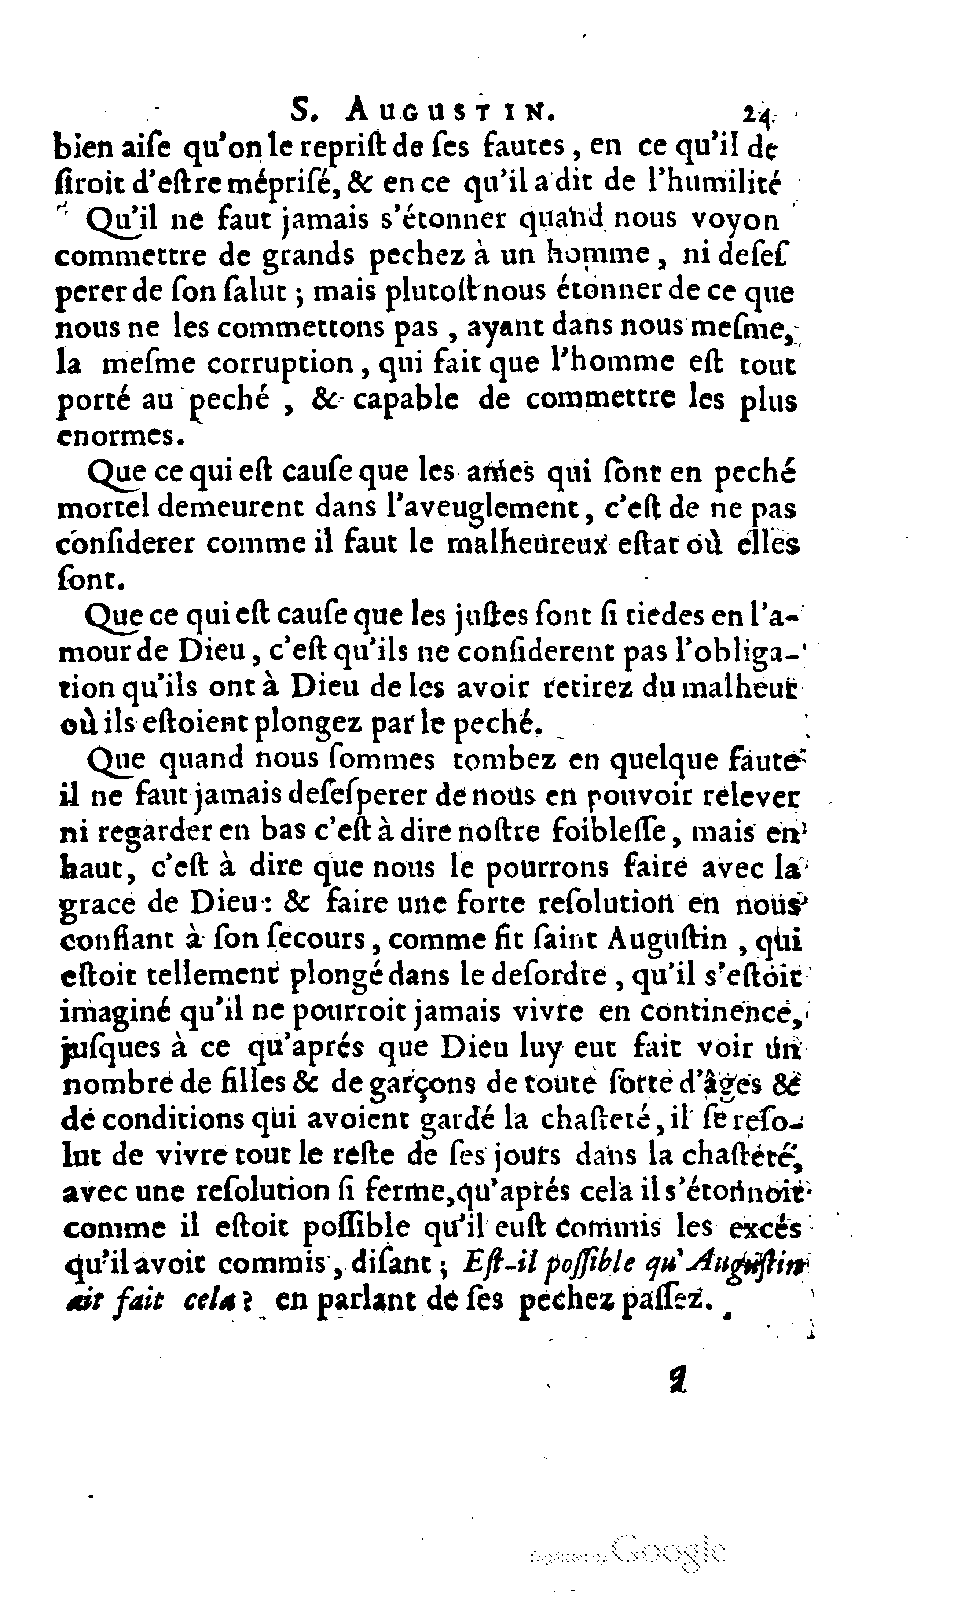 S. AUGUSTIN. 24
bien aiſe qu'on le repriſt de ſes fautes, en ce qu'il de
ſiroit d'eſtre mépriſé, & en ce qu'il a dit de l'humilité
Qu'il ne faut jamais s'étonner quand nous voyon
commettre de grands pechez à un homme, ni deſeſ
perer de ſon ſalut; mais plutoſt nous étonner de ce que
nous ne les commettons pas, ayant dans nous meſme,
la meſme corruption, qui fait que l'homme eſt tout
porté au peché, & capable de commettre les plus
enormes.
Que ce qui eſt cauſe que les ames qui ſont en peché
mortel demeurent dans l'aveuglement, c'eſt de ne pas
conſiderer comme il faut le malheureux eſtat où elles
ſont.
Que ce qui eſt cauſe que les juſtes ſont ſi tiedes en l'a-
mour de Dieu, c'eſt qu'ils ne conſiderent pas l'obliga-
tion qu'ils ont à Dieu de les avoir retirez du malheur
où ils eſtoient plongez par le peché.
Que quand nous ſommes tombez en quelque faute
il ne faut jamais deſeſperer de nous en pouvoir relever
ni regarder en bas c'eſt à dire noſtre foibleſſe, mais en
haut, c'eſt à dire que nous le pourrons faire avec la
grace de Dieu: & faire une forte reſolution en nous
confiant à ſon ſecours, comme fit ſaint Auguſtin, qui
eſtoit tellement plongé dans le deſordre, qu'il s'eſtoit
imaginé qu'il ne pourroit jamais vivre en continence,
juſques à ce qu'aprés que Dieu luy eut fait voir un
nombre de filles & de garçons de toute ſorte d'âges &
de conditions qui avoient gardé la chaſteté, il ſe reſo-
lut de vivre tout le reſte de ſes jours dans la chaſteté,
avec une reſolution ſi ferme, qu'aprés cela il s'étonnoit
comme il eſtoit poſſible qu'il euſt commis les excés
qu'il avoit commis, diſant; Eſt-il poſſible qu'Auguſtin
ait fait cela? en parlant de ſes pechez paſſez.
q
Digitized by Google